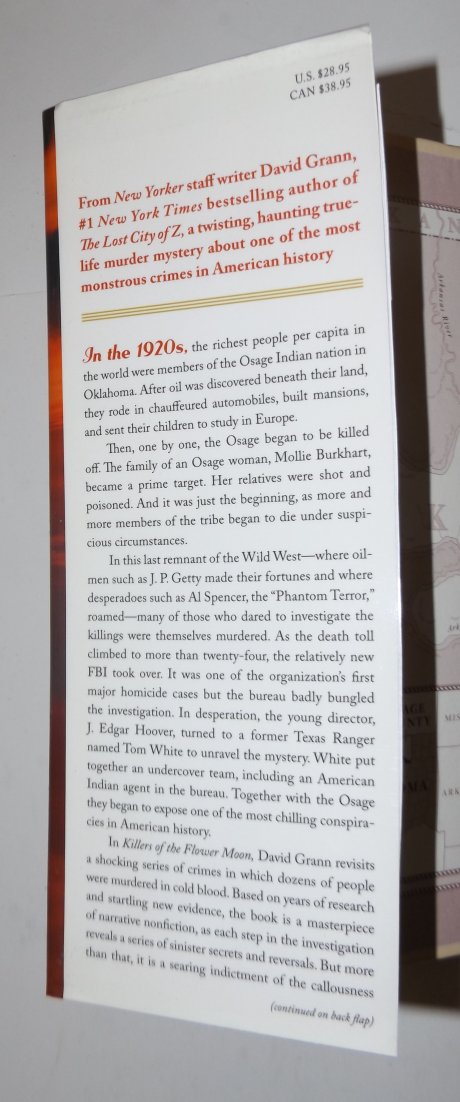 U.S. $28.95
CAN $38.95
From New Yorker staff writer David Grann,
#1 New York Times bestselling author of
The Lost City of Z, a twisting, haunting true-
life murder mystery about one of the most
monstrous crimes in American history
In the 1920s, the richest people per capita in
the world were members of the Osage Indian nation in
Oklahoma. After oil was discovered beneath their land,
they rode in chauffeured automobiles, built mansions,
and sent their children to study in Europe.
Then, one by one, the Osage began to be killed
off. The family of an Osage woman, Mollie Burkhart,
became a prime target. Her relatives were shot and
poisoned. And it was just the beginning, as more and
more members of the tribe began to die under suspi-
cious circumstances.
In this last remnant of the Wild West—where oil-
men such as J. P. Getty made their fortunes and where
desperadoes such as Al Spencer, the “Phantom Terror,”
roamed—many of those who dared to investigate the
killings were themselves murdered. As the death toll
climbed to more than twenty-four, the relatively new
FBI took over. It was one of the organization’s first
major homicide cases but the bureau badly bungled
the investigation. In desperation, the young director,
J. Edgar Hoover, turned to a former Texas Ranger
named Tom White to unravel the mystery. White put
together an undercover team, including an American
Indian agent in the bureau. Together with the Osage
they began to expose one of the most chilling conspira-
cies in American history.
In Killers of the Flower Moon, David Grann revisits
a shocking series of crimes in which dozens of people
were murdered in cold blood. Based on years of research
and startling new evidence, the book is a masterpiece
of narrative nonfiction, as each step in the investigation
reveals a series of sinister secrets and reversals. But more
than that, it is a searing indictment of the callousness
(continued on back flap)
Arkansas River